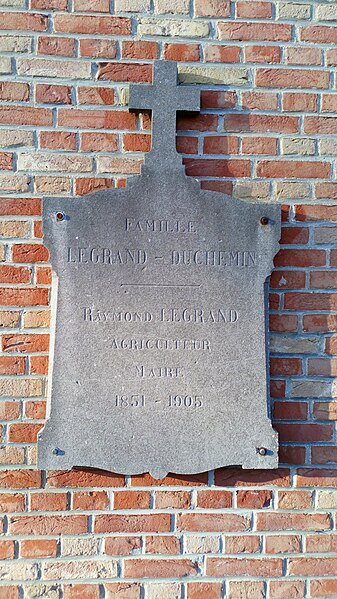 FAMILLE
LEGRAND - DUCHEMIN
RAYMOND LEGRAND
AGRICULTEUR
MAIRE
1851 - 1905